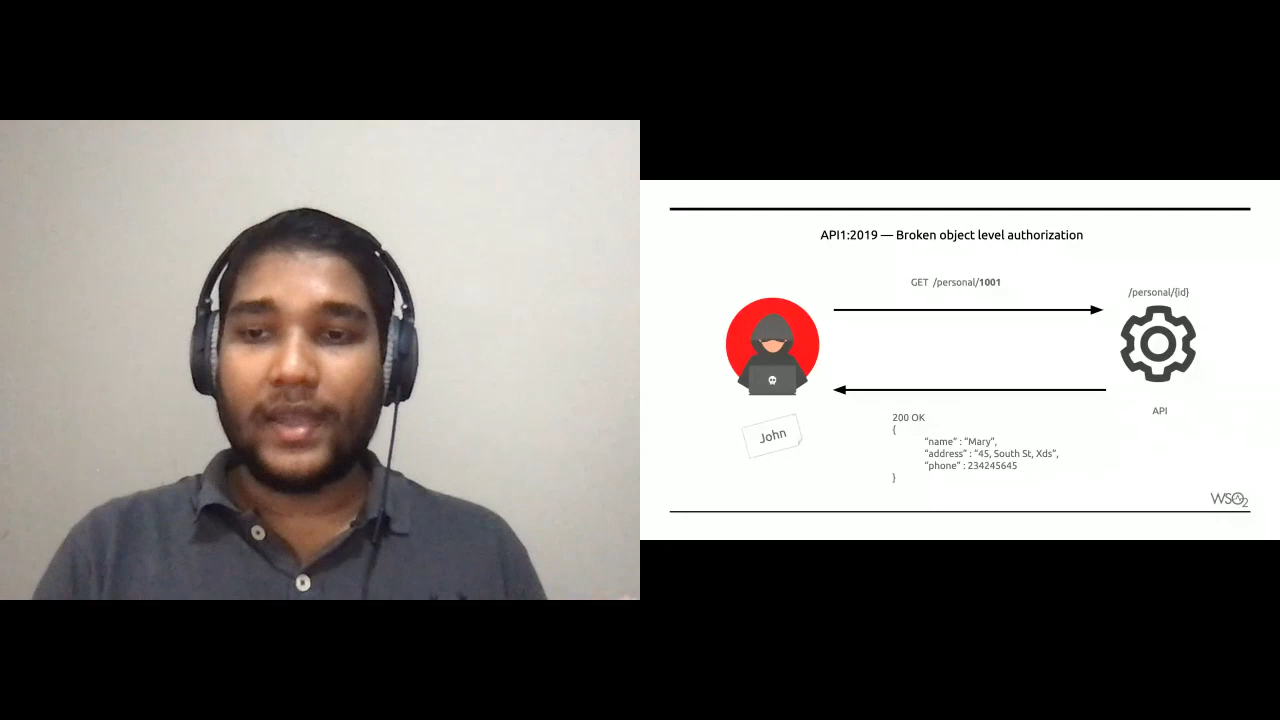 API1:2019 — Broken object level authorization
GET /personal/1001
/personal/{id}
API
John
200 OK
{
"name" : “Mary”,
“address” : “45, South St, Xds”,
“phone” : 234245645
}
WSO2